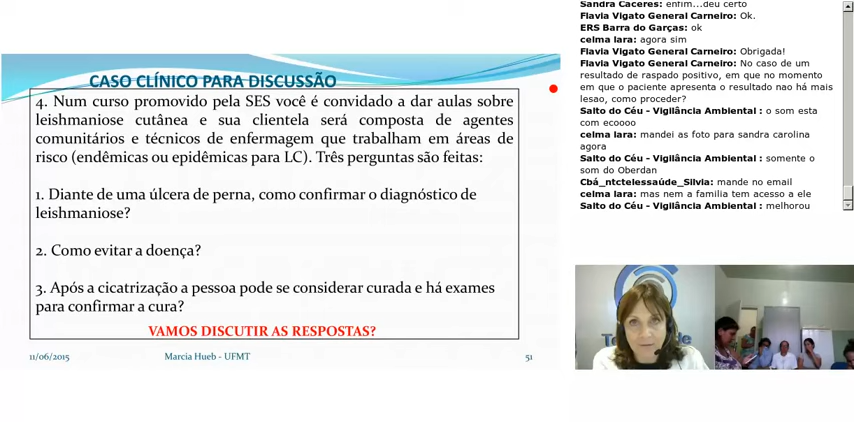 CASO CLÍNICO PARA DISCUSSÃO
4. Num curso promovido pela SES você é convidado a dar aulas sobre
leishmaniose cutânea e sua clientela será composta de agentes
comunitários e técnicos de enfermagem que trabalham em áreas de
risco (endêmicas ou epidêmicas para LC). Três perguntas são feitas:
1. Diante de uma úlcera de perna, como confirmar o diagnóstico de
leishmaniose?
2. Como evitar a doença?
3. Após a cicatrização a pessoa pode se considerar curada e há exames
para confirmar a cura?
VAMOS DISCUTIR AS RESPOSTAS?
11/06/2015
Marcia Hueb - UFMT
51
Sandra Caceres: enfim...deu certo
Flavia Vigato General Carneiro: Ok.
ERS Barra do Garças: ok
celma lara: agora sim
Flavia Vigato General Carneiro: Obrigada!
Flavia Vigato General Carneiro: No caso de um
resultado de raspado positivo, em que no momento
em que o paciente apresenta o resultado nao há mais
lesao, como proceder?
Salto do Céu - Vigilância Ambiental : o som esta
com ecoooo
celma lara: mandei as foto para sandra carolina
agora
Salto do Céu - Vigilância Ambiental : somente o
som do Oberdan
Cbá_ntctelessaúde_Silvia: mande no email
celma lara: mas nem a familia tem acesso a ele
Salto do Céu - Vigilância Ambiental : melhorou